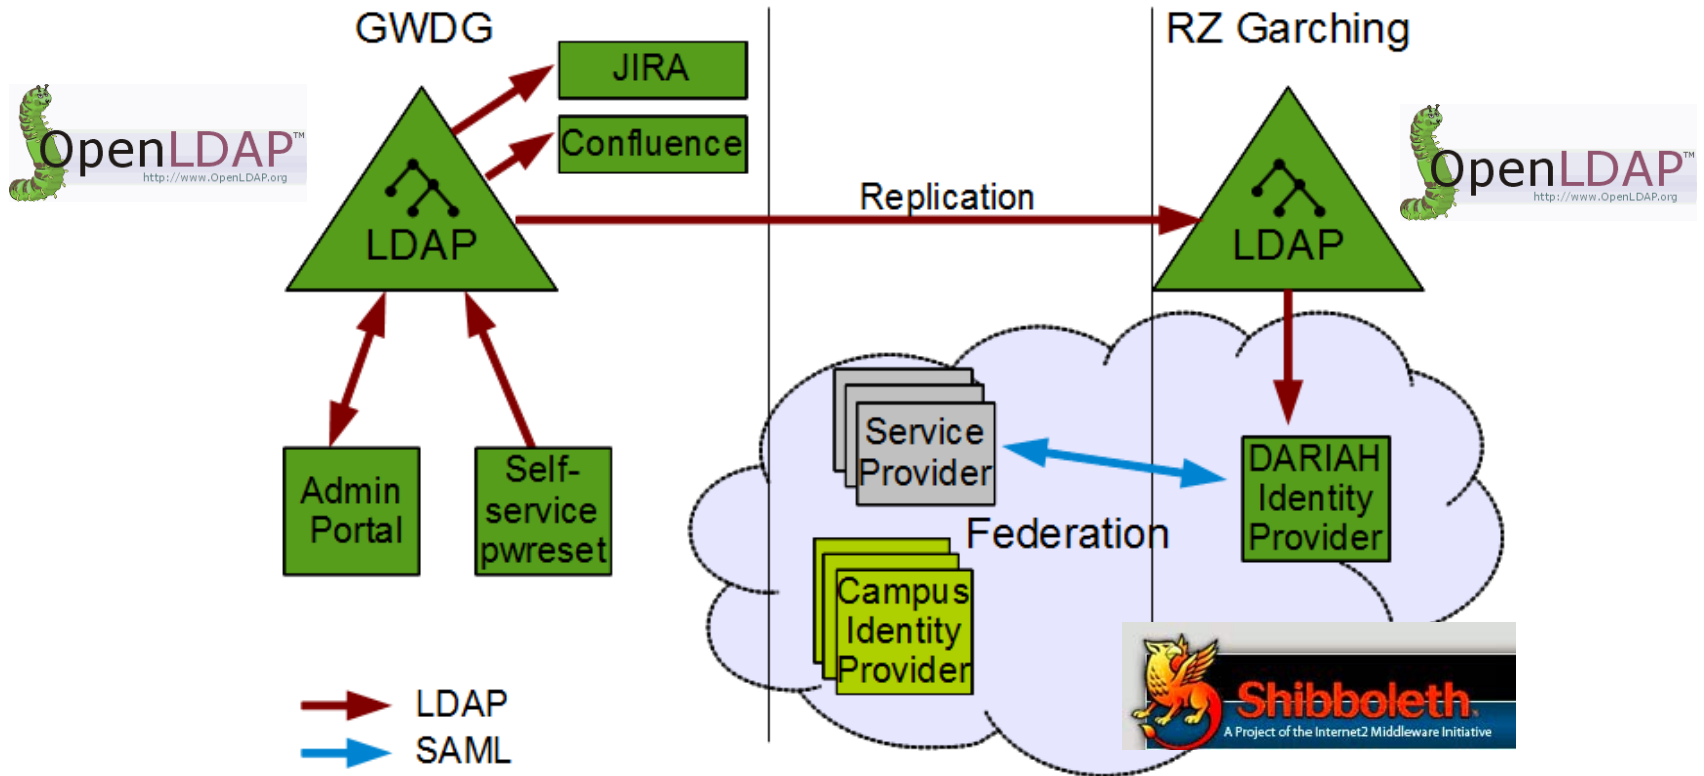 GWDG
RZ Garching
JIRA
Confluence
OpenLDAP™
http://www.OpenLDAP.org
LDAP
Replication
LDAP
OpenLDAP™
http://www.OpenLDAP.org
Admin
Portal
Self-
service
pwreset
Service
Provider
DARIAH
Identity
Provider
Federation
Campus
Identity
Provider
LDAP
SAML
Shibboleth
A Project of the Internet2 Middleware Initiative